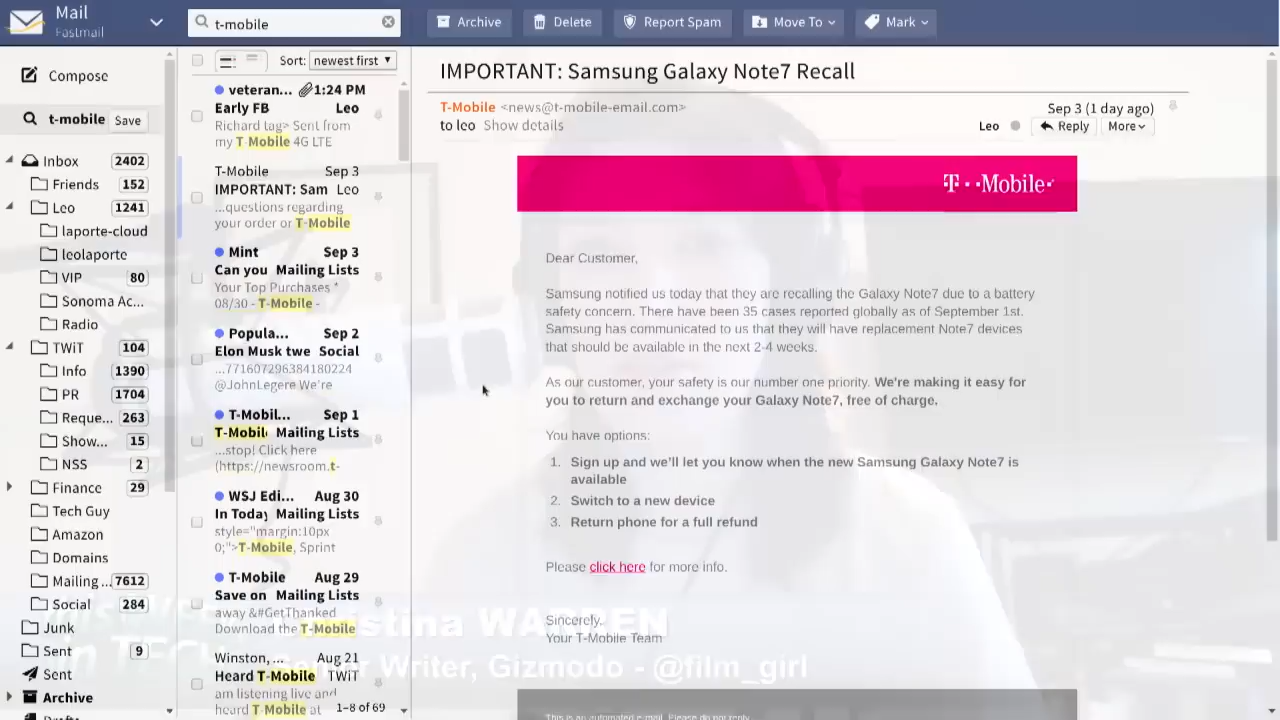 Mail
Fastmail
t-mobile
Archive
Delete
Report Spam
Move To
Mark
Compose
t-mobile
Save
Inbox 2402
Friends 152
Leo 1241
laporte-cloud
leolaporte
VIP 80
Sonoma Ac...
Radio
TWiT 104
Info 1390
PR 1704
Reque... 263
Show... 15
NSS 2
Finance 29
Tech Guy
Amazon
Domains
Mailing ... 7612
Social 284
Junk
Sent 9
Sent
Archive
Sort: newest first
veteran... 1:24 PM
Early FB Leo
Richard tag> Sent from
my T-Mobile 4G LTE
T-Mobile Sep 3
IMPORTANT: Sam Leo
...questions regarding
your order or T-Mobile
Mint Sep 3
Can you Mailing Lists
Your Top Purchases *
08/30 - T-Mobile -
Popula... Sep 2
Elon Musk twe Social
...771607296384180224
@JohnLegere We're
T-Mobil... Sep 1
T-Mobil Mailing Lists
...stop! Click here
(https://newsroom.t-
WSJ Edi... Aug 30
In Today Mailing Lists
style="margin:10px
0;">T-Mobile, Sprint
T-Mobile Aug 29
Save on Mailing Lists
away &#GetThanked
Download the T-Mobile
Winston, ... Aug 21
Heard T-Mobile TWiT
am listening live and
heard T-Mobile at
1–8 of 69
IMPORTANT: Samsung Galaxy Note7 Recall
T-Mobile <news@t-mobile-email.com>
Sep 3 (1 day ago)
to leo Show details
Leo
Reply
More
T··Mobile·
Dear Customer,
Samsung notified us today that they are recalling the Galaxy Note7 due to a battery
safety concern. There have been 35 cases reported globally as of September 1st.
Samsung has communicated to us that they will have replacement Note7 devices
that should be available in the next 2-4 weeks.
As our customer, your safety is our number one priority. We're making it easy for
you to return and exchange your Galaxy Note7, free of charge.
You have options:
1. Sign up and we'll let you know when the new Samsung Galaxy Note7 is
available
2. Switch to a new device
3. Return phone for a full refund
Please click here for more info.
Sincerely,
Your T-Mobile Team
This is an automated e-mail. Please do not reply.
WARREN
Writer, Gizmodo - @film_girl